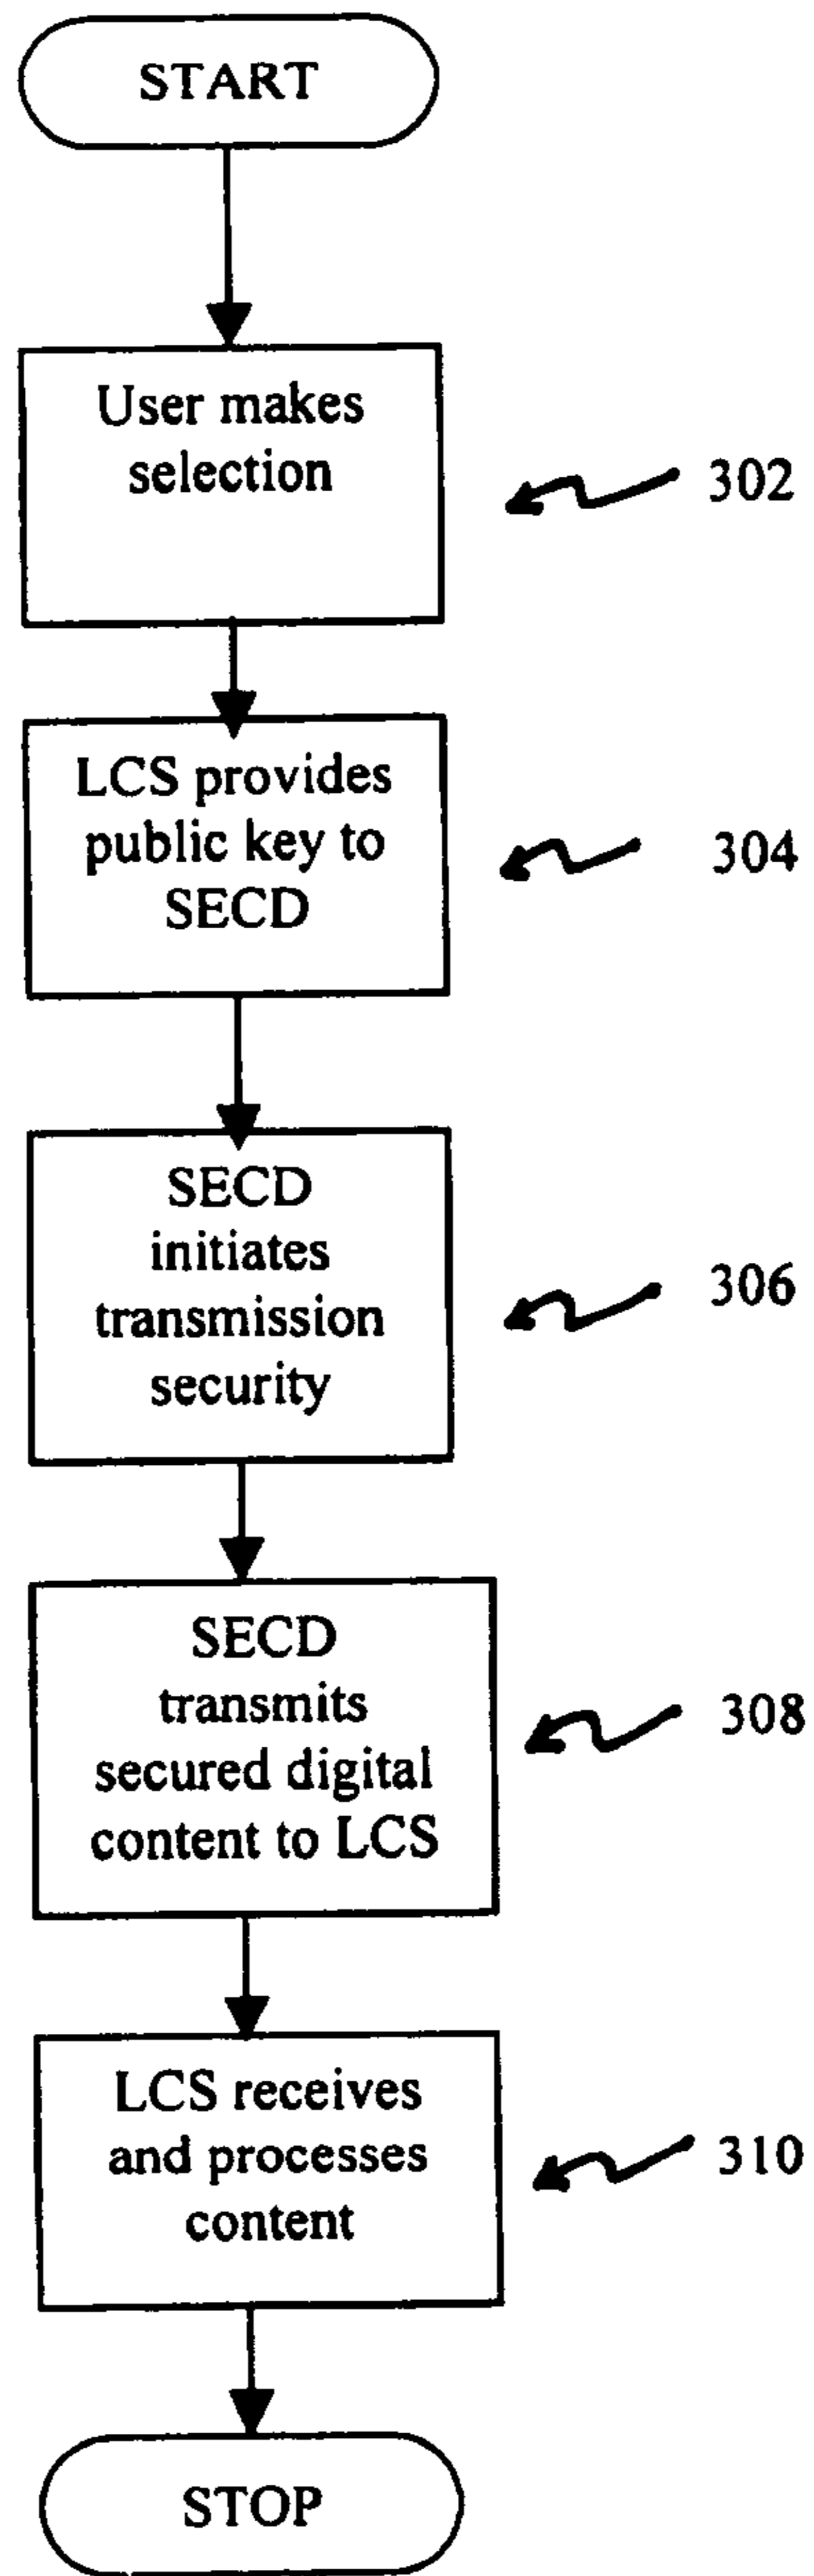 START
User makes
selection
302
LCS provides
public key to
SECD
304
SECD
initiates
transmission
security
306
SECD
transmits
secured digital
content to LCS
308
LCS receives
and processes
content
310
STOP